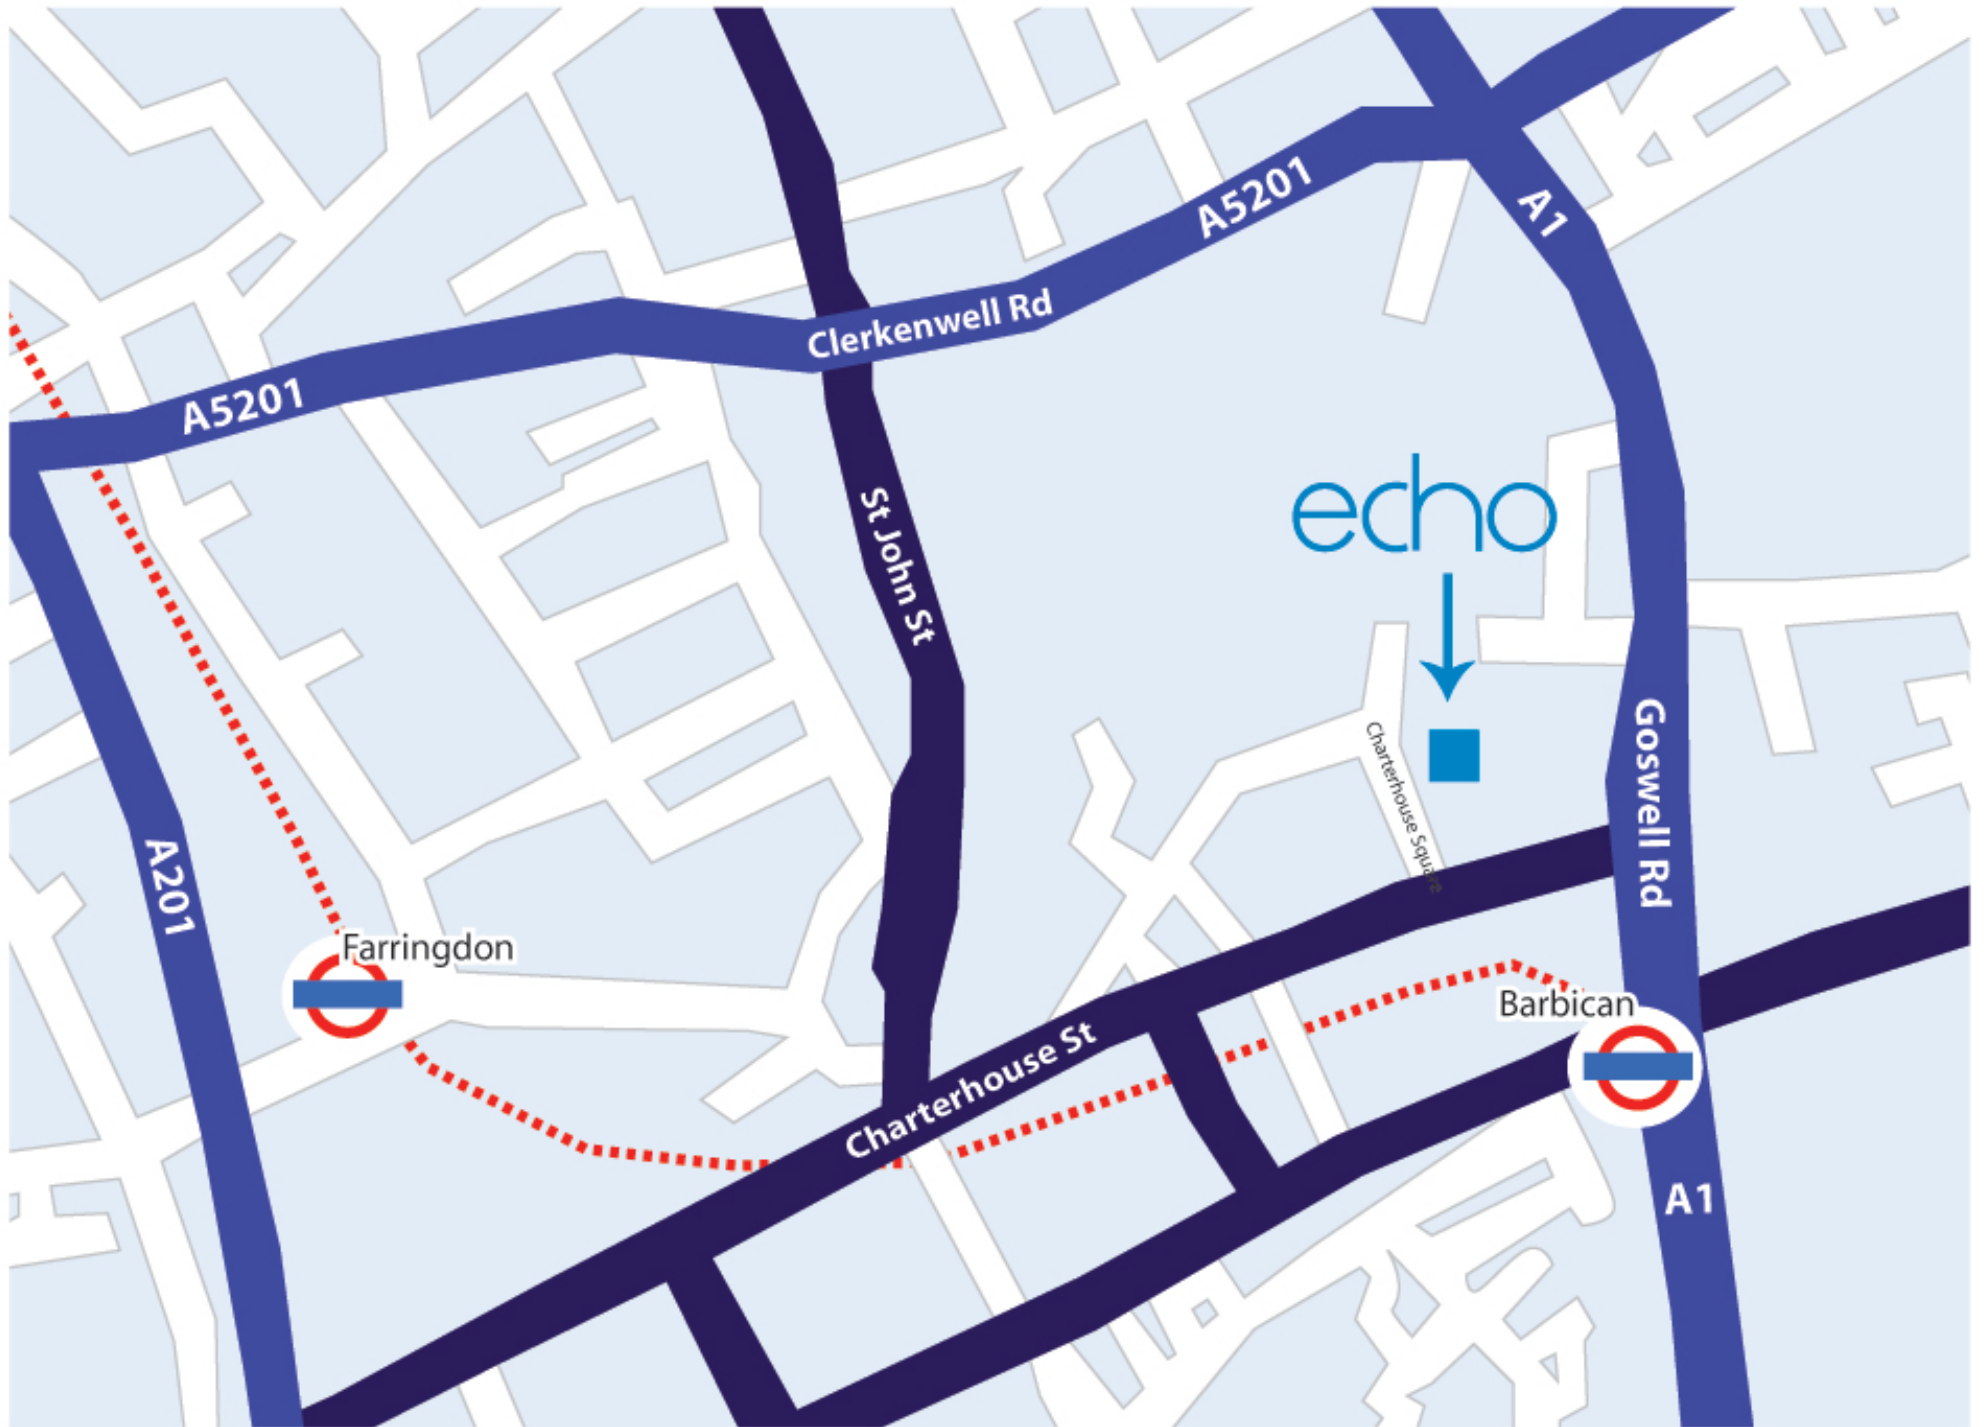 A5201
A1
Clerkenwell Rd
A5201
echo
St John St
Charterhouse Square
Goswell Rd
A201
Farringdon
Barbican
Charterhouse St
A1